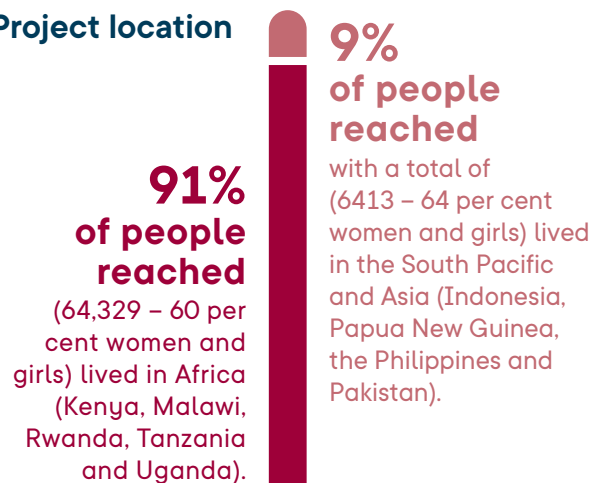 Project location
9%
of people
reached
with a total of
(6413 – 64 per cent
women and girls) lived
in the South Pacific
and Asia (Indonesia,
Papua New Guinea,
the Philippines and
Pakistan).
91%
of people
reached
(64,329 – 60 per
cent women and
girls) lived in Africa
(Kenya, Malawi,
Rwanda, Tanzania
and Uganda).